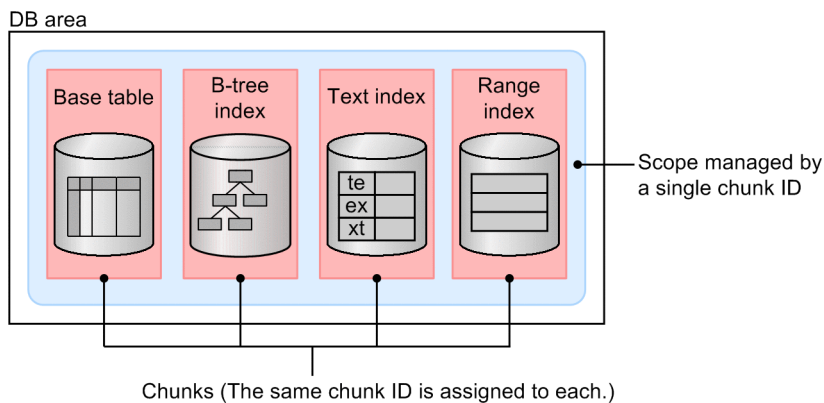 DB area
Base table
B-tree
index
Text index
Range
index
te
ex
xt
Scope managed by
a single chunk ID
Chunks (The same chunk ID is assigned to each.)